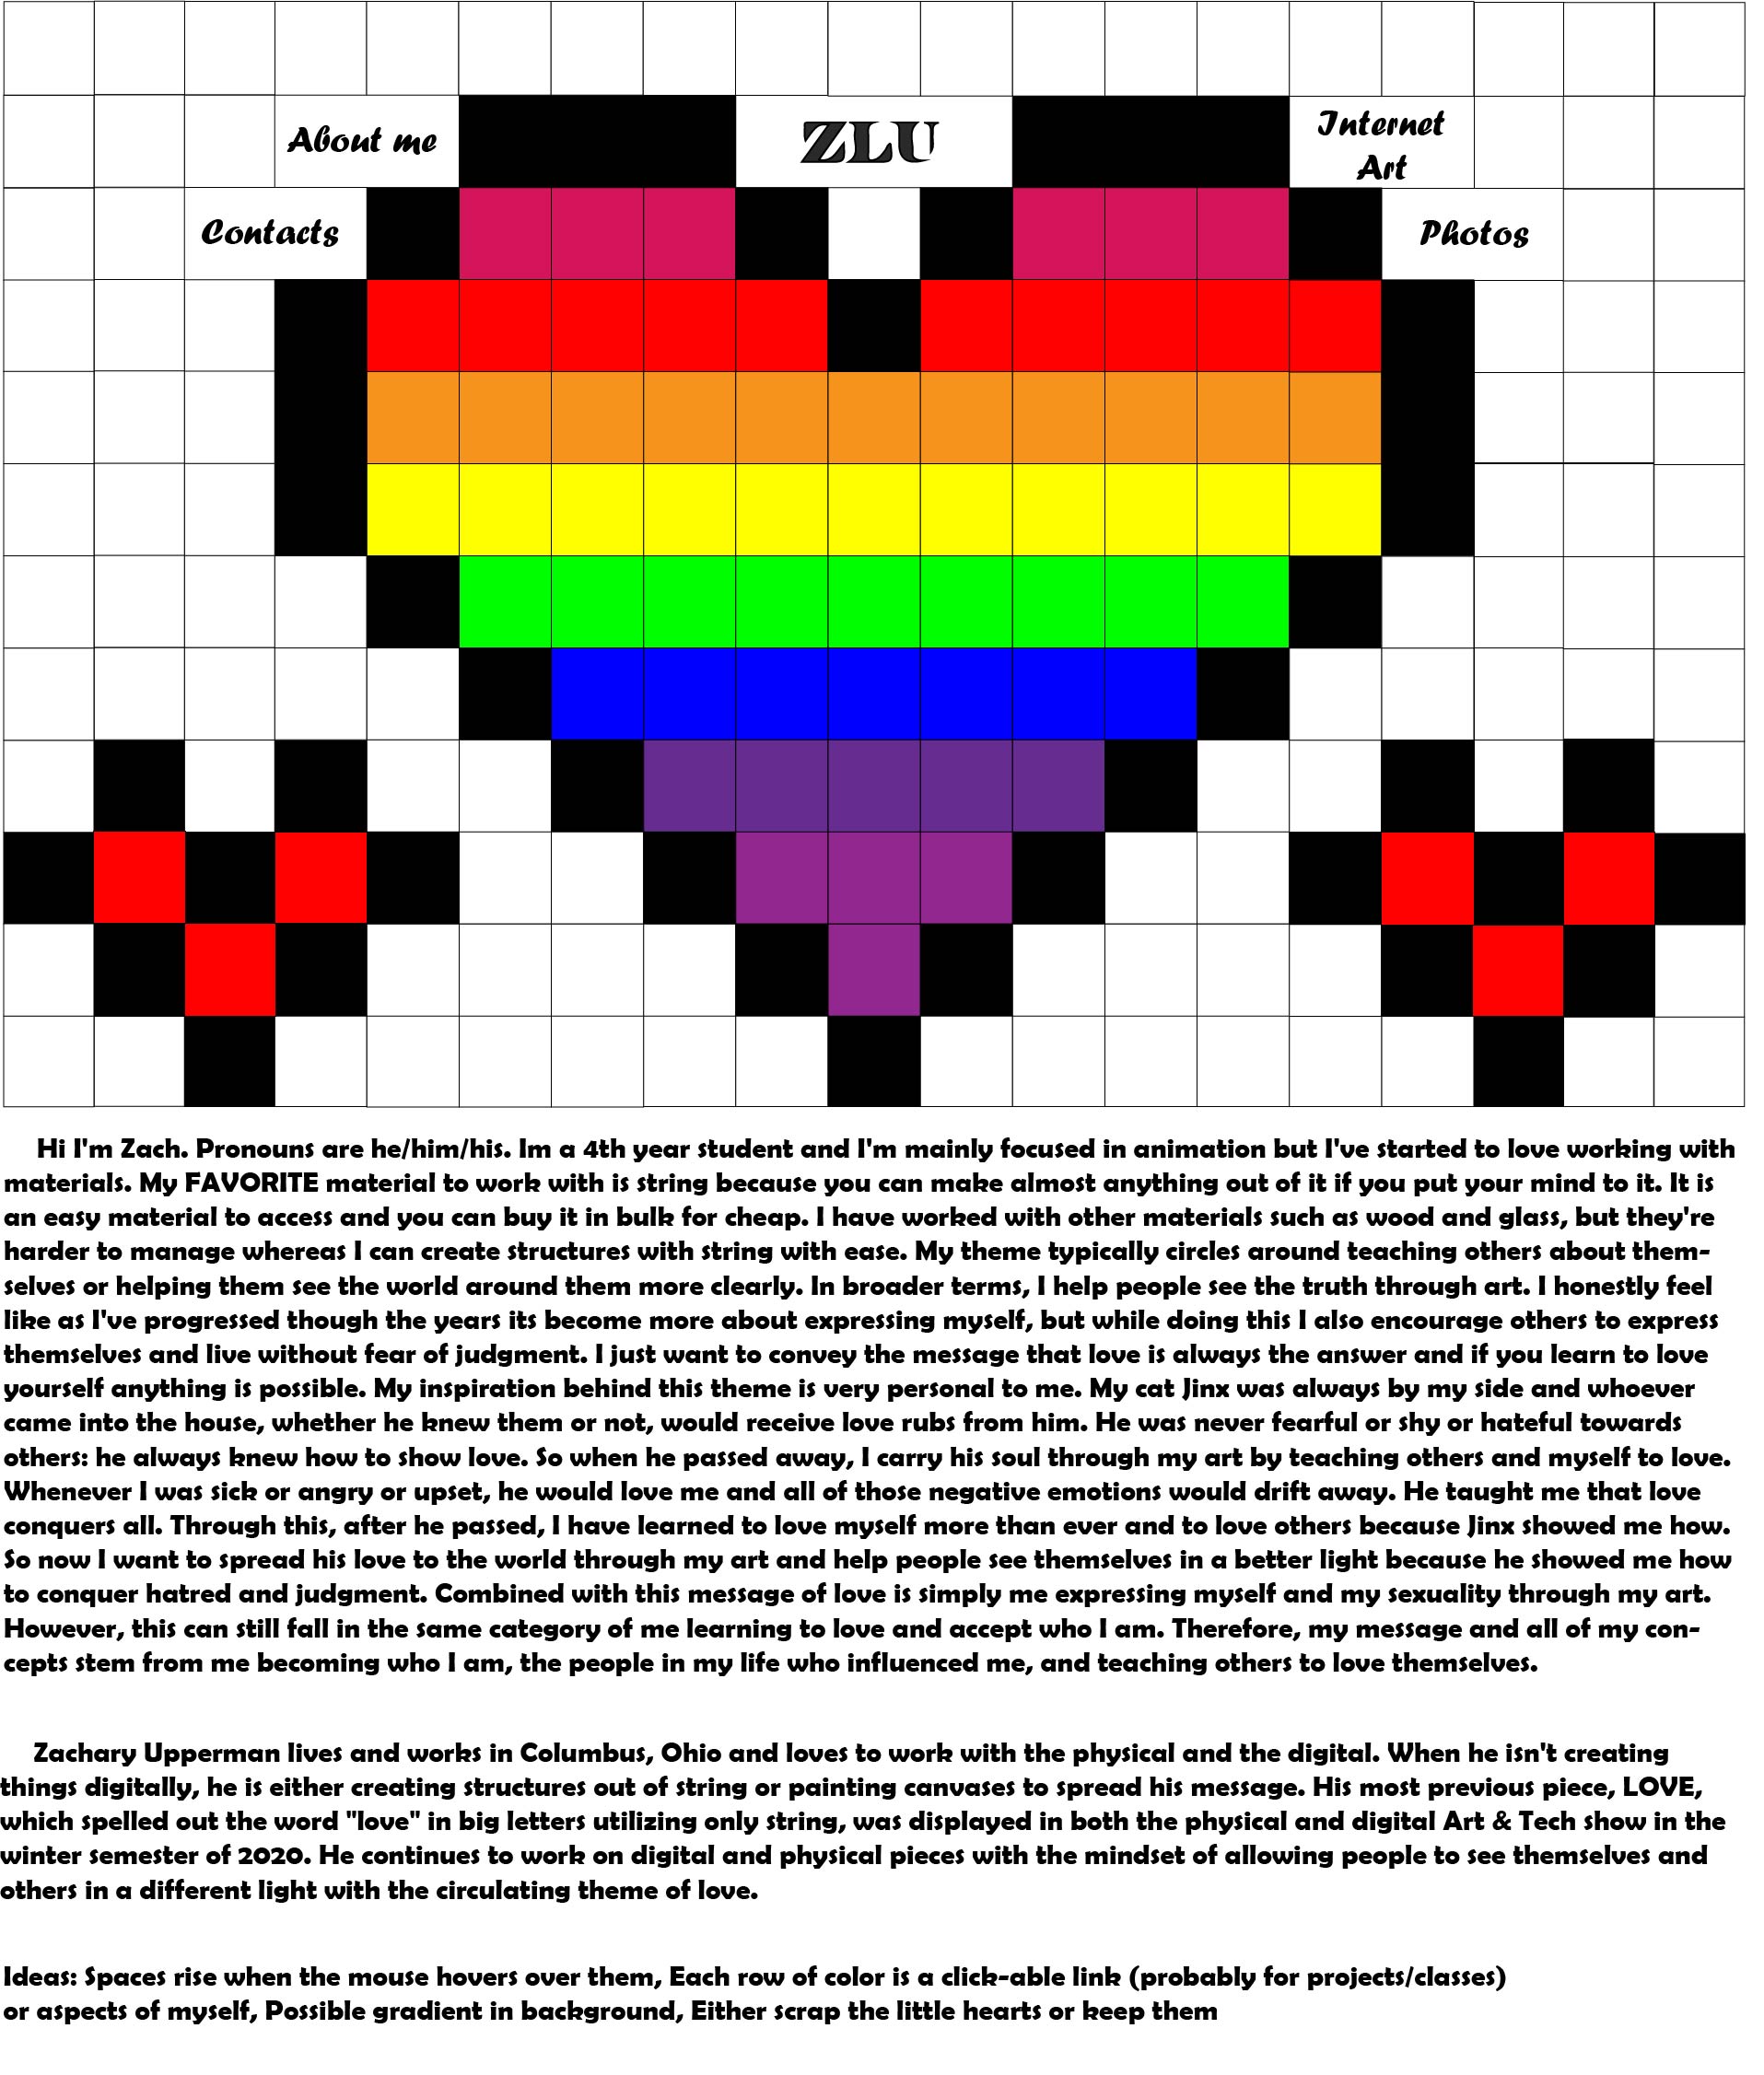 About me
ZLU
Internet
Art
Contacts
Photos
Hi I'm Zach. Pronouns are he/him/his. Im a 4th year student and I'm mainly focused in animation but I've started to love working with
materials. My FAVORITE material to work with is string because you can make almost anything out of it if you put your mind to it. It is
an easy material to access and you can buy it in bulk for cheap. I have worked with other materials such as wood and glass, but they're
harder to manage whereas I can create structures with string with ease. My theme typically circles around teaching others about them-
selves or helping them see the world around them more clearly. In broader terms, I help people see the truth through art. I honestly feel
like as I've progressed though the years its become more about expressing myself, but while doing this I also encourage others to express
themselves and live without fear of judgment. I just want to convey the message that love is always the answer and if you learn to love
yourself anything is possible. My inspiration behind this theme is very personal to me. My cat Jinx was always by my side and whoever
came into the house, whether he knew them or not, would receive love rubs from him. He was never fearful or shy or hateful towards
others: he always knew how to show love. So when he passed away, I carry his soul through my art by teaching others and myself to love.
Whenever I was sick or angry or upset, he would love me and all of those negative emotions would drift away. He taught me that love
conquers all. Through this, after he passed, I have learned to love myself more than ever and to love others because Jinx showed me how.
So now I want to spread his love to the world through my art and help people see themselves in a better light because he showed me how
to conquer hatred and judgment. Combined with this message of love is simply me expressing myself and my sexuality through my art.
However, this can still fall in the same category of me learning to love and accept who I am. Therefore, my message and all of my con-
cepts stem from me becoming who I am, the people in my life who influenced me, and teaching others to love themselves.
Zachary Upperman lives and works in Columbus, Ohio and loves to work with the physical and the digital. When he isn't creating
things digitally, he is either creating structures out of string or painting canvases to spread his message. His most previous piece, LOVE,
which spelled out the word "love" in big letters utilizing only string, was displayed in both the physical and digital Art & Tech show in the
winter semester of 2020. He continues to work on digital and physical pieces with the mindset of allowing people to see themselves and
others in a different light with the circulating theme of love.
Ideas: Spaces rise when the mouse hovers over them, Each row of color is a click-able link (probably for projects/classes)
or aspects of myself, Possible gradient in background, Either scrap the little hearts or keep them